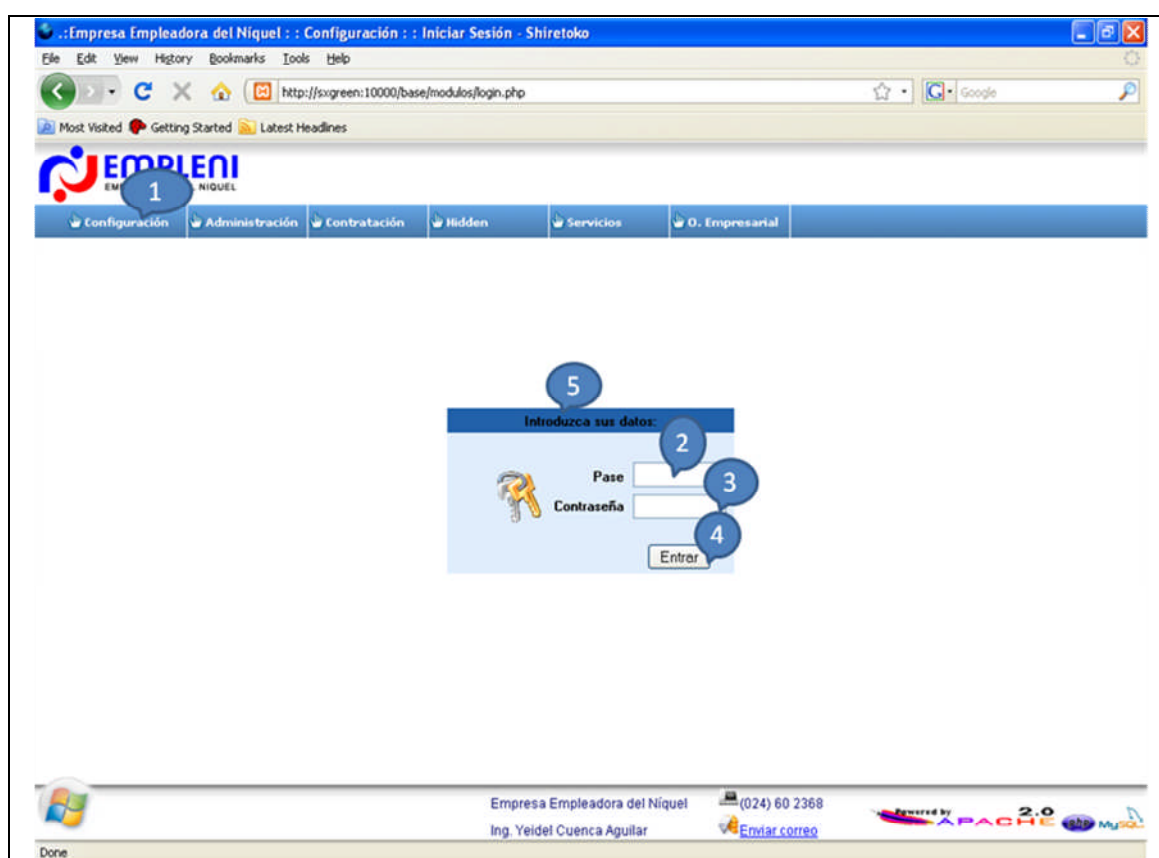 .:Empresa Empleadora del Níquel : : Configuración : : Iniciar Sesión - Shiretoko
File Edit View History Bookmarks Tools Help
http://sxgreen:10000/base/modulos/login.php
G Google
Most Visited Getting Started Latest Headlines
EMPLENI
NIQUEL
1
Configuración Administración Contratación Hidden Servicios O. Empresarial
5
Introduzca sus datos:
2
Pase
3
Contraseña
4
Entrar
Empresa Empleadora del Níquel (024) 60 2368
Ing. Yeidel Cuenca Aguilar Enviar correo
Powered by APACHE 2.0 php MySQL
Done